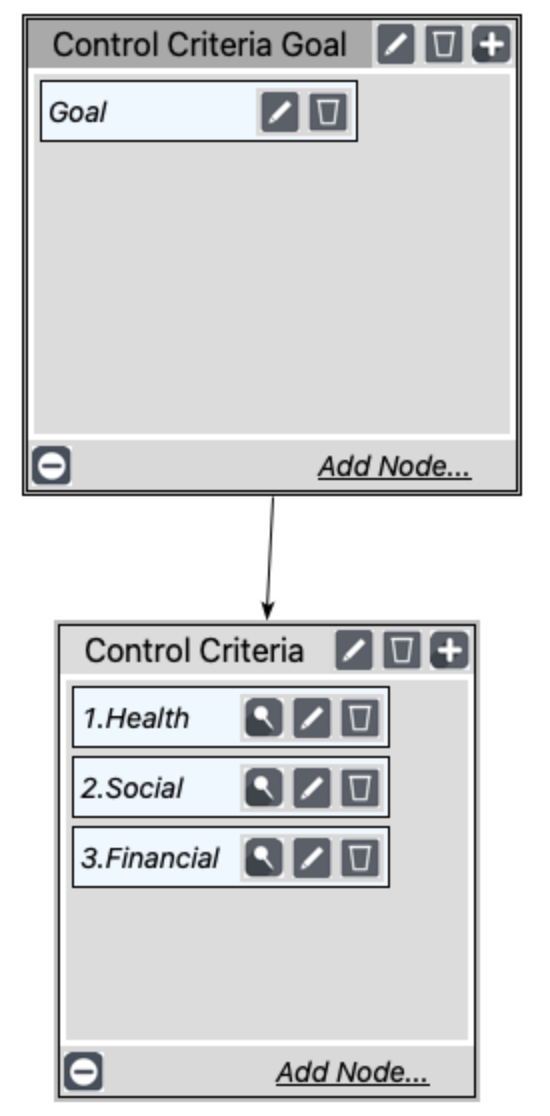 Control Criteria Goal
Goal
Add Node...
Control Criteria
1.Health
2.Social
3.Financial
Add Node...